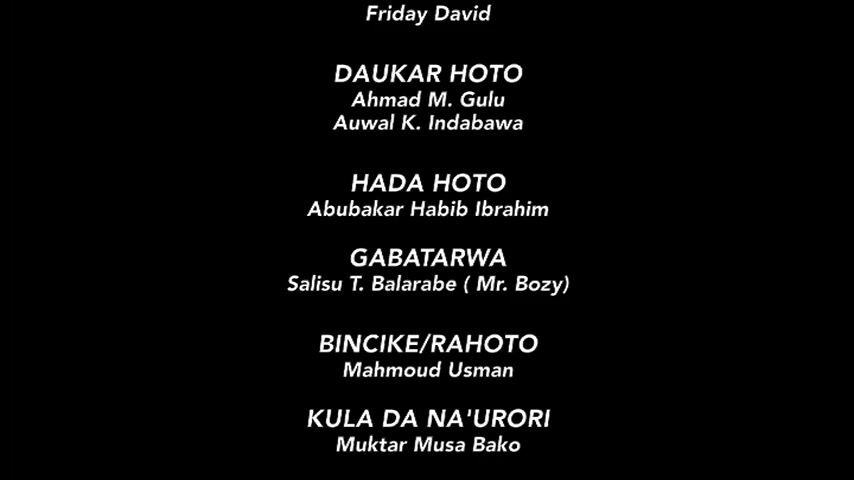 Friday David
DAUKAR HOTO
Ahmad M. Gulu
Auwal K. Indabawa
HADA HOTO
Abubakar Habib Ibrahim
GABATARWA
Salisu T. Balarabe ( Mr. Bozy)
BINCIKE/RAHOTO
Mahmoud Usman
KULA DA NA'URORI
Muktar Musa Bako